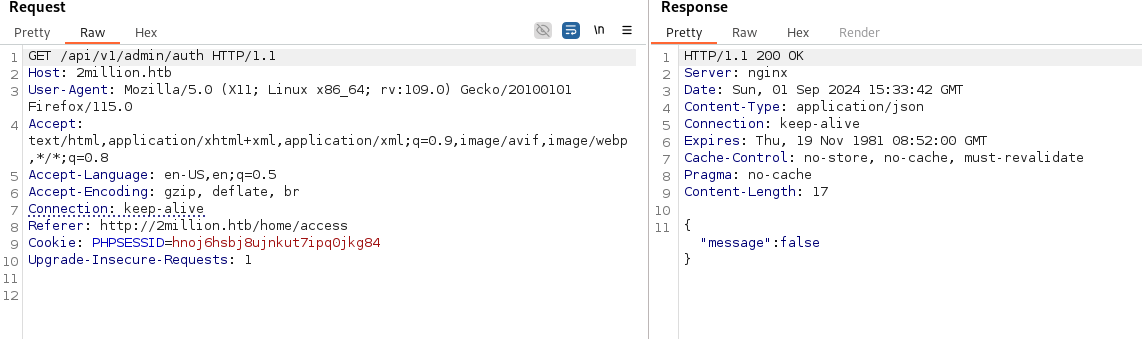 Request
Pretty Raw Hex
\n
1 GET /api/v1/admin/auth HTTP/1.1
2 Host: 2million.htb
3 User-Agent: Mozilla/5.0 (X11; Linux x86_64; rv:109.0) Gecko/20100101
Firefox/115.0
4 Accept:
text/html,application/xhtml+xml,application/xml;q=0.9,image/avif,image/webp
,*/*;q=0.8
5 Accept-Language: en-US,en;q=0.5
6 Accept-Encoding: gzip, deflate, br
7 Connection: keep-alive
8 Referer: http://2million.htb/home/access
9 Cookie: PHPSESSID=hnoj6hsbj8ujnkut7ipq0jkg84
10 Upgrade-Insecure-Requests: 1
11
12
Response
Pretty Raw Hex Render
1 HTTP/1.1 200 OK
2 Server: nginx
3 Date: Sun, 01 Sep 2024 15:33:42 GMT
4 Content-Type: application/json
5 Connection: keep-alive
6 Expires: Thu, 19 Nov 1981 08:52:00 GMT
7 Cache-Control: no-store, no-cache, must-revalidate
8 Pragma: no-cache
9 Content-Length: 17
10
11 {
"message":false
}